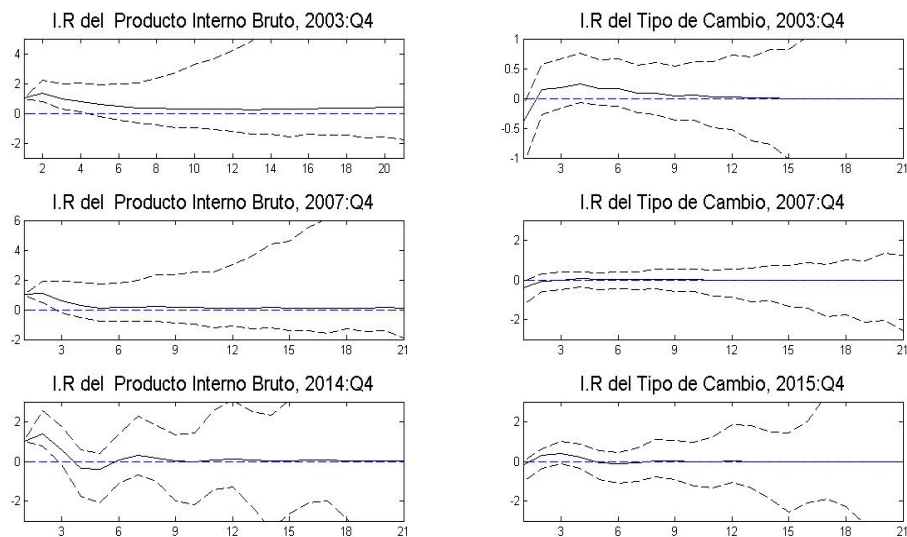 I.R del Producto Interno Bruto, 2003:Q4
4
2
0
-2
2 4 6 8 10 12 14 16 18 20
I.R del Tipo de Cambio, 2003:Q4
1
0.5
0
-0.5
-1
3 6 9 12 15 18 21
I.R del Producto Interno Bruto, 2007:Q4
6
4
2
0
-2
3 6 9 12 15 18 21
I.R del Tipo de Cambio, 2007:Q4
2
0
-2
3 6 9 12 15 18 21
I.R del Producto Interno Bruto, 2014:Q4
2
0
-2
3 6 9 12 15 18 21
I.R del Tipo de Cambio, 2015:Q4
2
0
-2
3 6 9 12 15 18 21